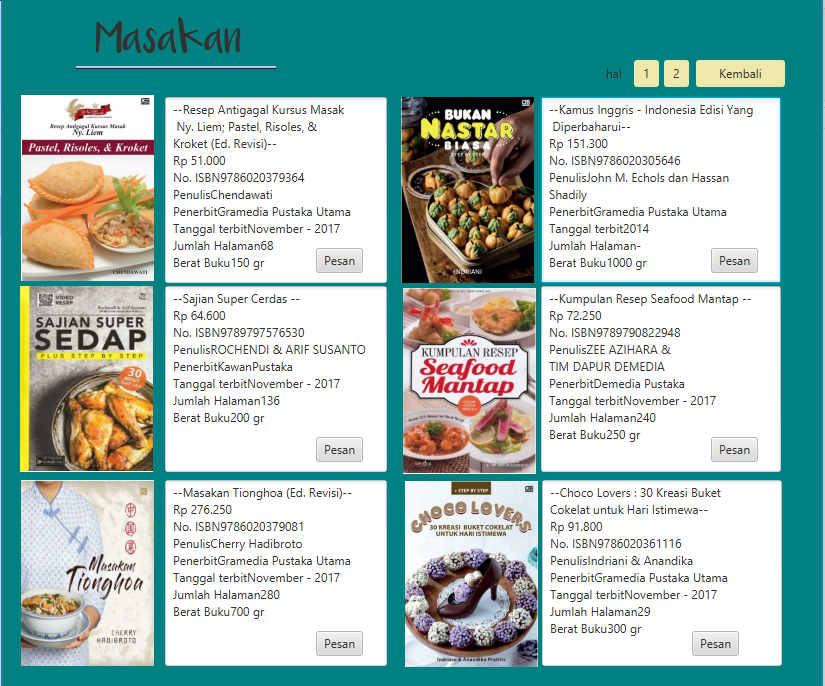 Masakan
hal 1 2 Kembali
Resep Antigagal Kursus Masak
Ny. Liem
Pastel, Risoles, & Kroket
CHENDAWATI
--Resep Antigagal Kursus Masak
Ny. Liem; Pastel, Risoles, &
Kroket (Ed. Revisi)--
Rp 51.000
No. ISBN9786020379364
PenulisChendawati
PenerbitGramedia Pustaka Utama
Tanggal terbitNovember - 2017
Jumlah Halaman68
Berat Buku150 gr
Pesan
BUKAN
NASTAR
BIASA
STEP BY STEP
INDRIANI
--Kamus Inggris - Indonesia Edisi Yang
Diperbaharui--
Rp 151.300
No. ISBN9786020305646
PenulisJohn M. Echols dan Hassan
Shadily
PenerbitGramedia Pustaka Utama
Tanggal terbit2014
Jumlah Halaman-
Berat Buku1000 gr
Pesan
VIDEO
RESEP
SAJIAN SUPER
SEDAP
PLUS STEP BY STEP
30
--Sajian Super Cerdas --
Rp 64.600
No. ISBN9789797576530
PenulisROCHENDI & ARIF SUSANTO
PenerbitKawanPustaka
Tanggal terbitNovember - 2017
Jumlah Halaman136
Berat Buku200 gr
Pesan
KUMPULAN RESEP
Seafood
Mantap
--Kumpulan Resep Seafood Mantap --
Rp 72.250
No. ISBN9789790822948
PenulisZEE AZIHARA &
TIM DAPUR DEMEDIA
PenerbitDemedia Pustaka
Tanggal terbitNovember - 2017
Jumlah Halaman240
Berat Buku250 gr
Pesan
中
国
菜
Masakan
Tionghoa
CHERRY
HADIBROTO
--Masakan Tionghoa (Ed. Revisi)--
Rp 276.250
No. ISBN9786020379081
PenulisCherry Hadibroto
PenerbitGramedia Pustaka Utama
Tanggal terbitNovember - 2017
Jumlah Halaman280
Berat Buku700 gr
Pesan
+ STEP BY STEP
CHOCO LOVERS
30 KREASI BUKET COKELAT
UNTUK HARI ISTIMEWA
Indriani & Anandika Pratitis
--Choco Lovers : 30 Kreasi Buket
Cokelat untuk Hari Istimewa--
Rp 91.800
No. ISBN9786020361116
PenulisIndriani & Anandika
PenerbitGramedia Pustaka Utama
Tanggal terbitNovember - 2017
Jumlah Halaman29
Berat Buku300 gr
Pesan